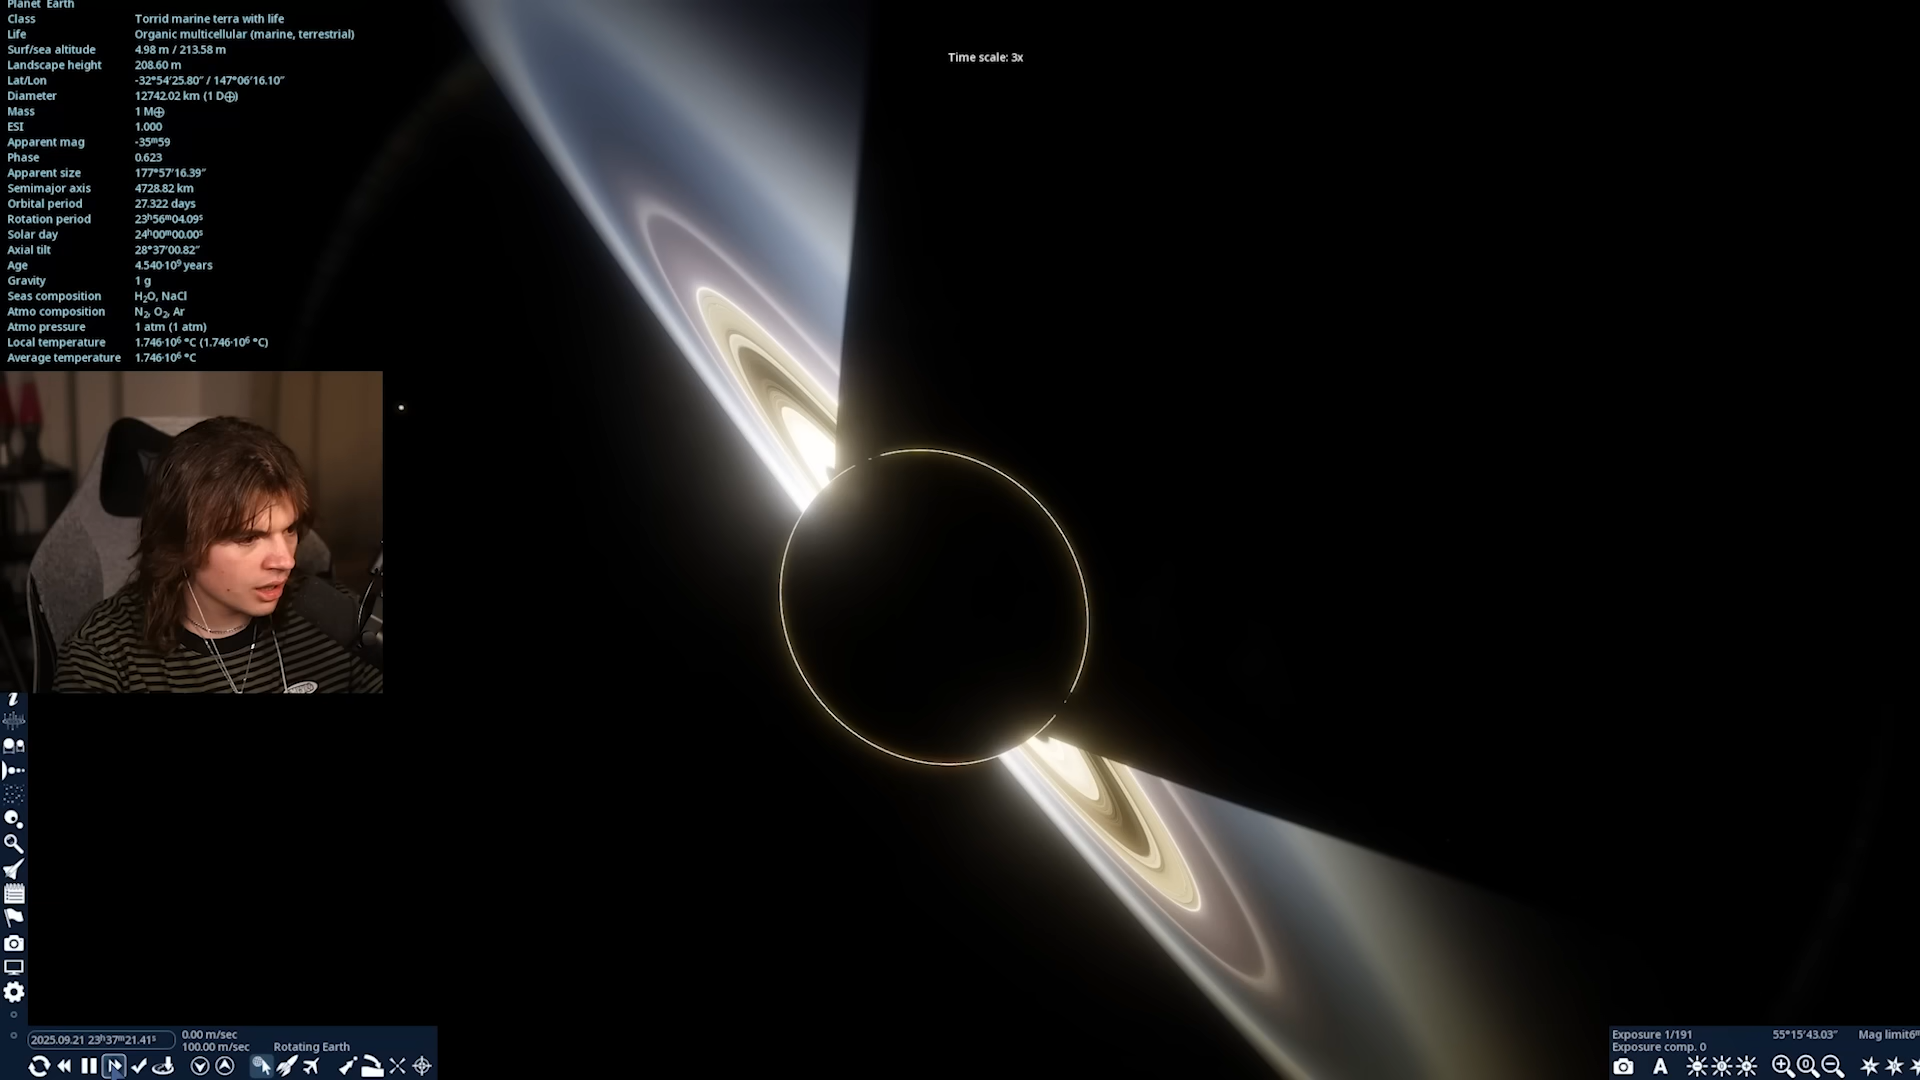 Planet Earth
Class Torrid marine terra with life
Life Organic multicellular (marine, terrestrial)
Surf/sea altitude 4.98 m / 213.58 m
Landscape height 208.60 m
Lat/Lon -32°54′25.80″ / 147°06′16.10″
Diameter 12742.02 km (1 D⊕)
Mass 1 M⊕
ESI 1.000
Apparent mag -35ᵐ59
Phase 0.623
Apparent size 177°57′16.39″
Semimajor axis 4728.82 km
Orbital period 27.322 days
Rotation period 23ʰ56ᵐ04.09ˢ
Solar day 24ʰ00ᵐ00.00ˢ
Axial tilt 28°37′00.82″
Age 4.540·10⁹ years
Gravity 1 g
Seas composition H₂O, NaCl
Atmo composition N₂, O₂, Ar
Atmo pressure 1 atm (1 atm)
Local temperature 1.746·10⁶ °C (1.746·10⁶ °C)
Average temperature 1.746·10⁶ °C
Time scale: 3x
2025.09.21 23ʰ37ᵐ21.41ˢ
0.00 m/sec
100.00 m/sec Rotating Earth
Exposure 1/191 55°15′43.03″ Mag limit6ᵐ
Exposure comp. 0
A